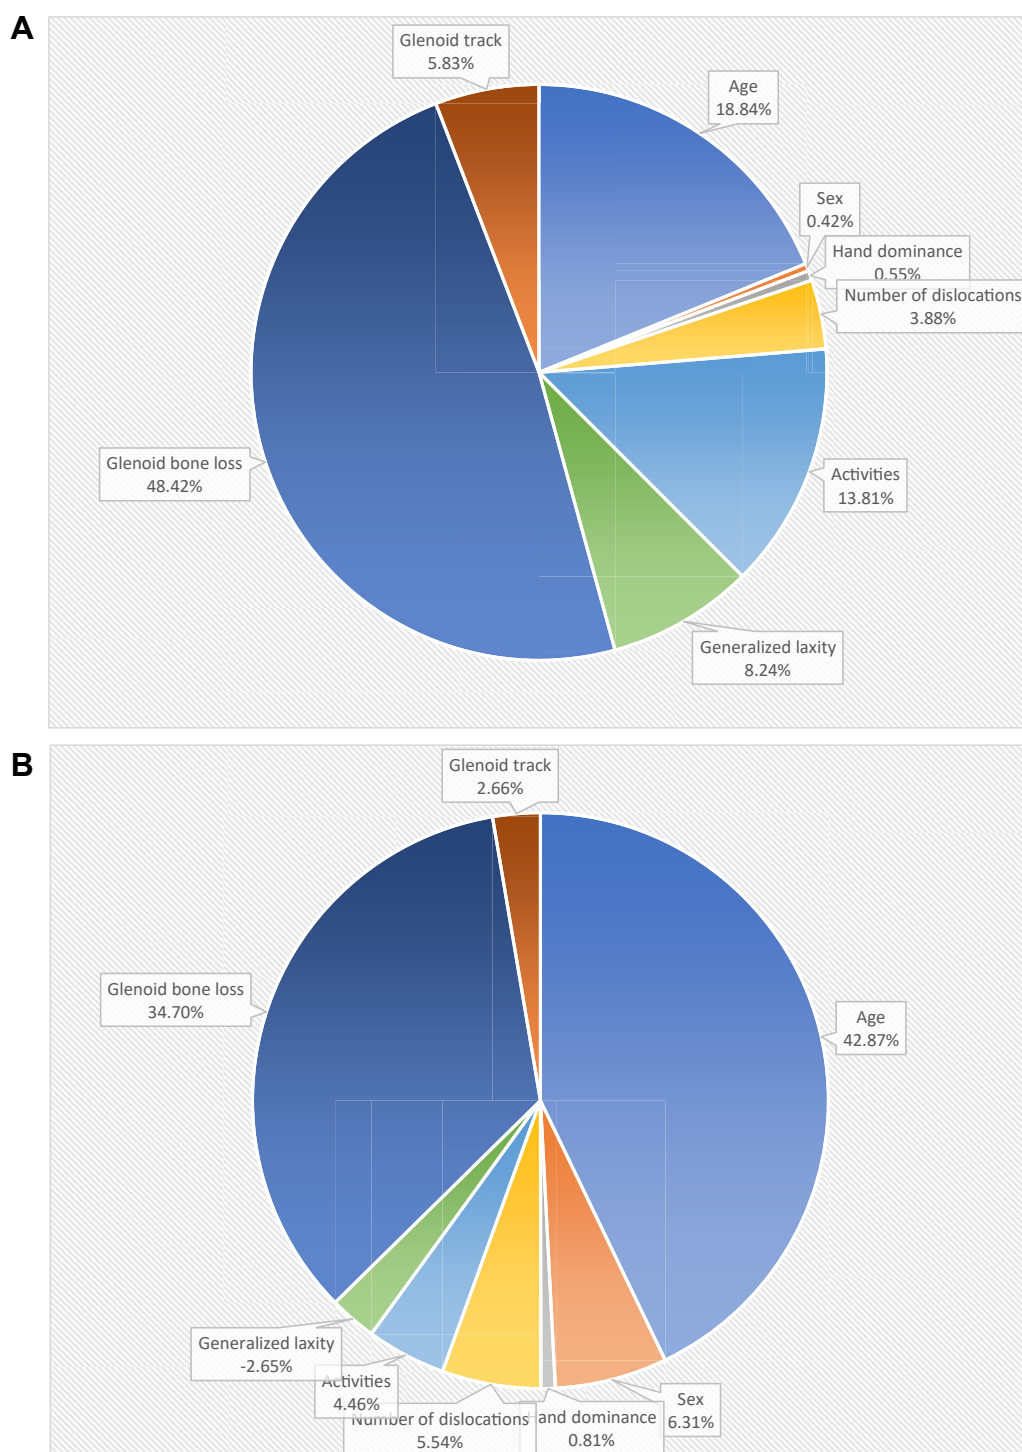 A
Glenoid track
5.83%
Age
18.84%
Sex
0.42%
Hand dominance
0.55%
Number of dislocations
3.88%
Activities
13.81%
Generalized laxity
8.24%
Glenoid bone loss
48.42%
B
Glenoid track
2.66%
Age
42.87%
Sex
6.31%
Hand dominance
0.81%
Number of dislocations
5.54%
Activities
4.46%
Generalized laxity
-2.65%
Glenoid bone loss
34.70%